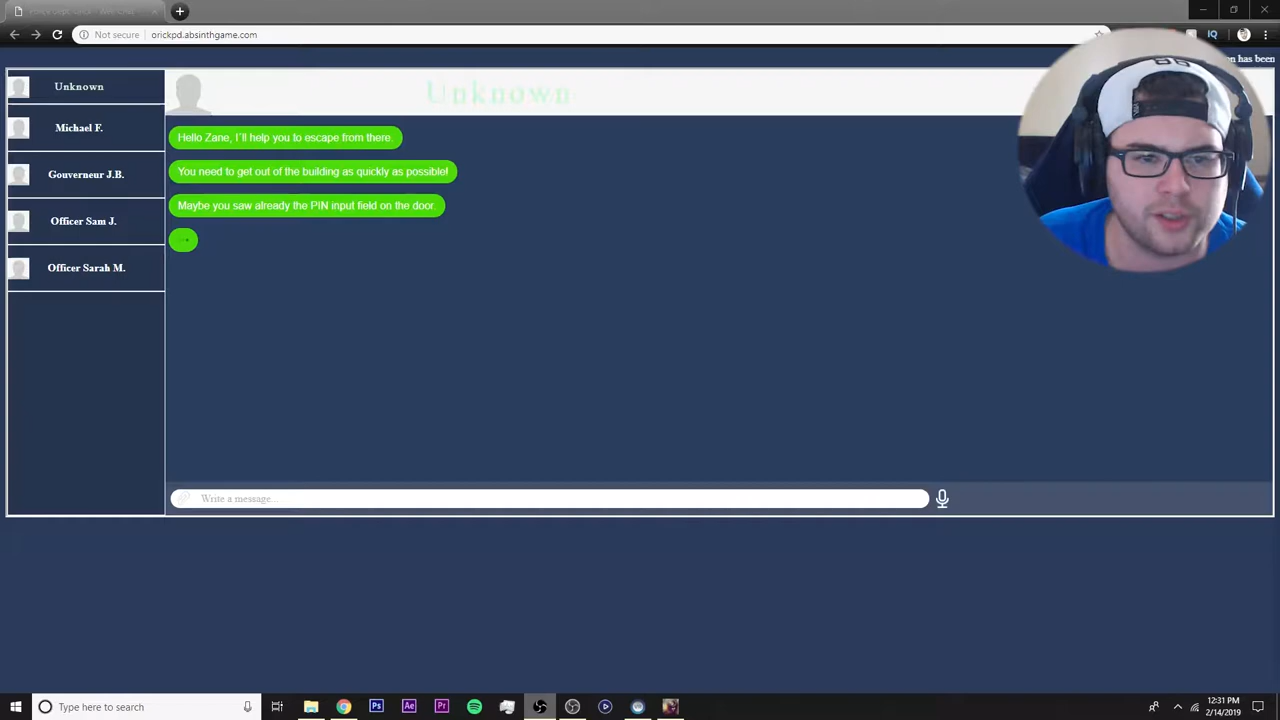 Not secure
orickpd.absinthgame.com
on has been
Unknown
Michael F.
Gouverneur J.B.
Officer Sam J.
Officer Sarah M.
Unknown
Hello Zane, I´ll help you to escape from there.
You need to get out of the building as quickly as possible!
Maybe you saw already the PIN input field on the door.
Write a message...
Type here to search
12:31 PM
2/14/2019